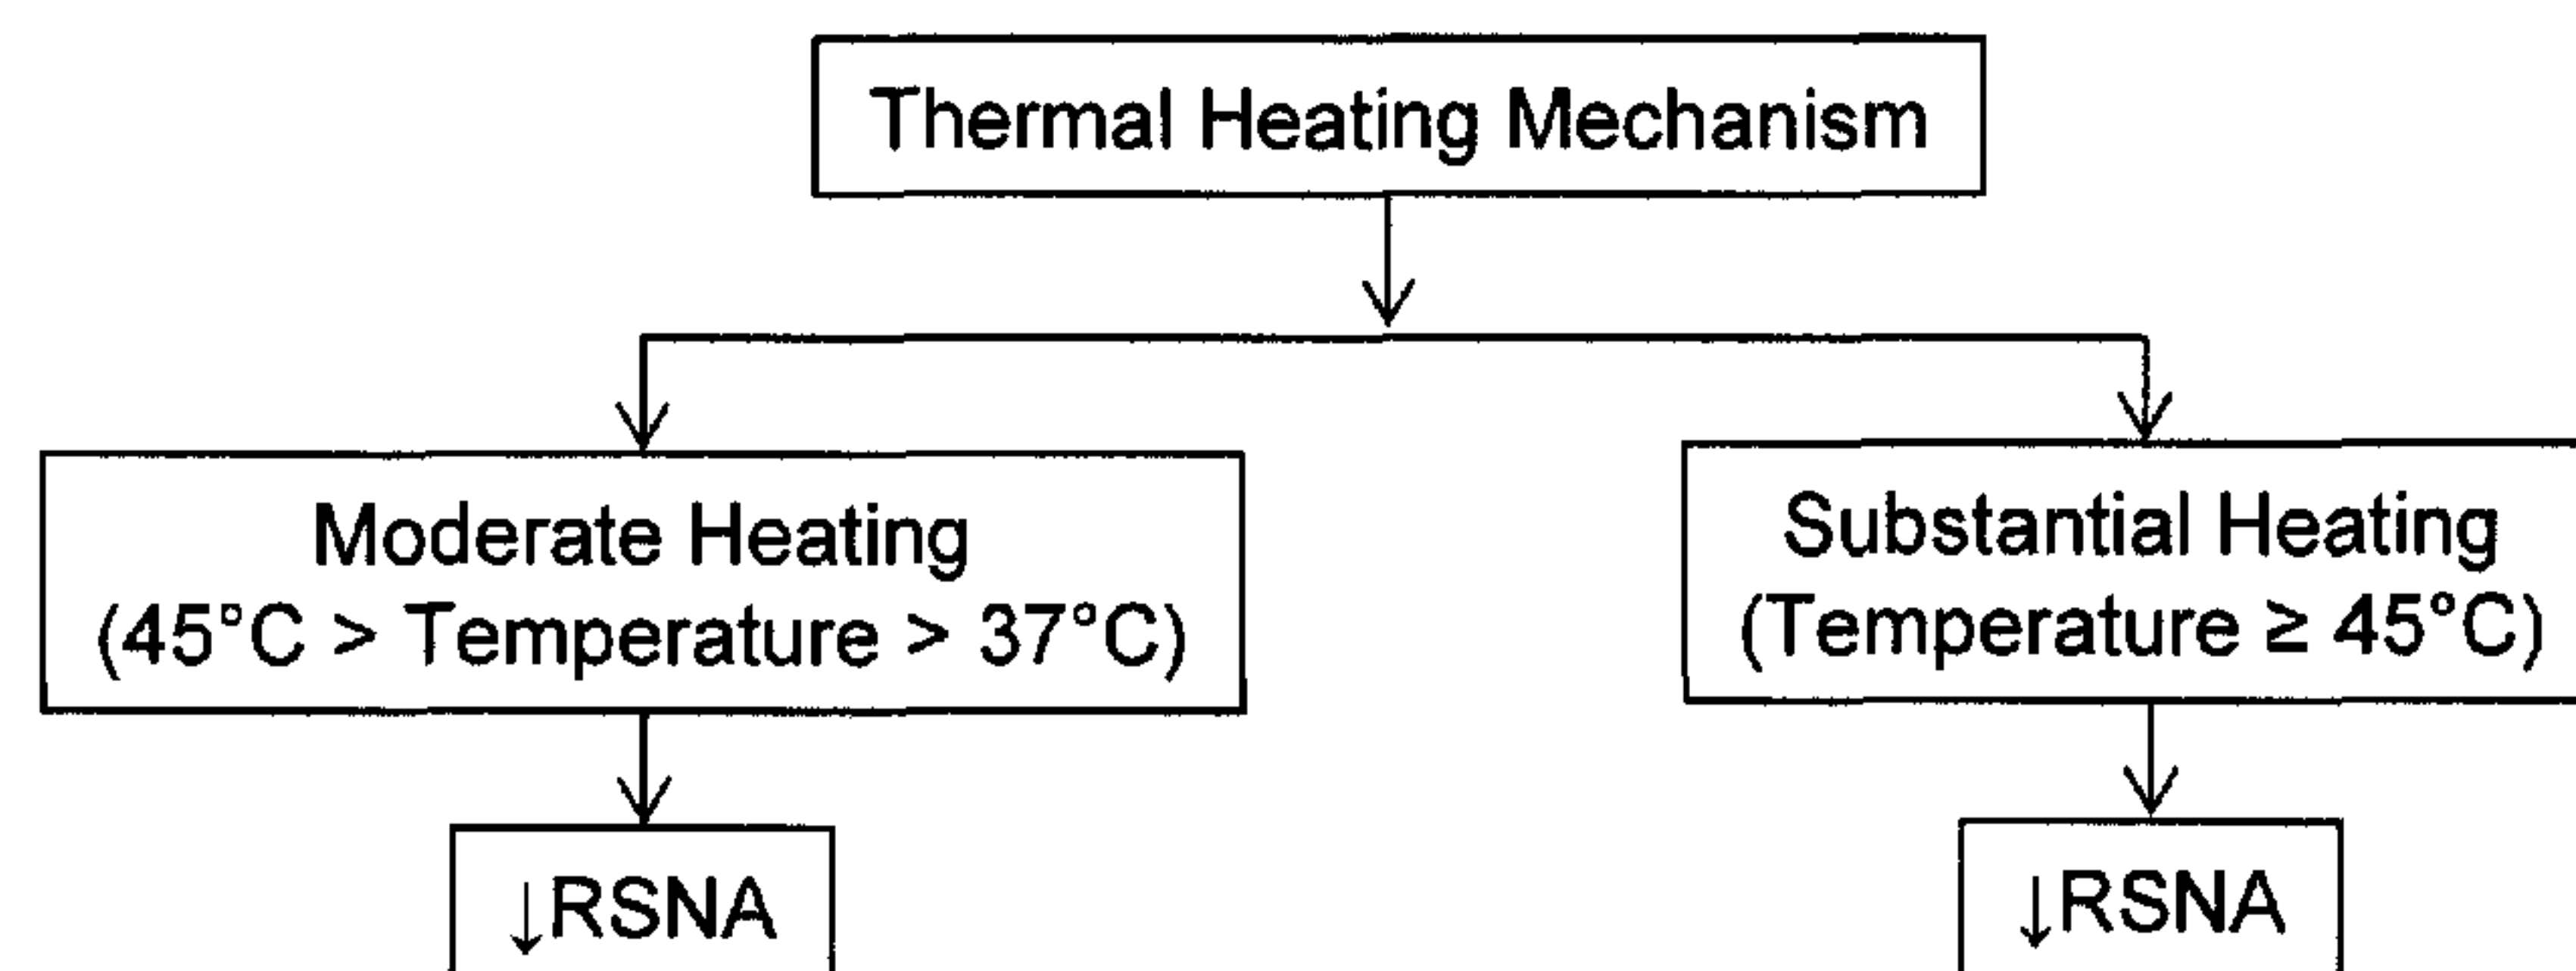 Thermal Heating Mechanism
Moderate Heating
(45°C > Temperature > 37°C)
Substantial Heating
(Temperature ≥ 45°C)
↓RSNA
↓RSNA